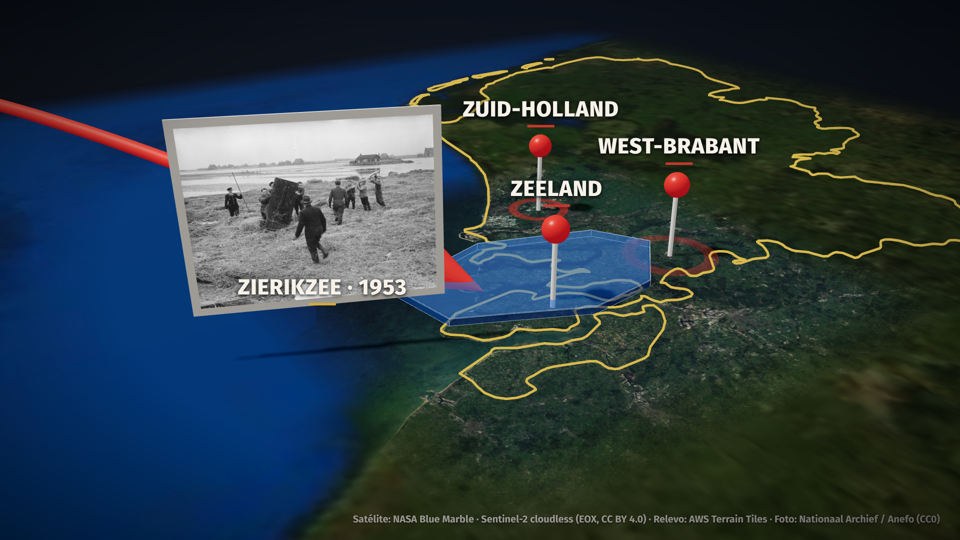 ZUID-HOLLAND
WEST-BRABANT
ZEELAND
ZIERIKZEE · 1953
Satélite: NASA Blue Marble · Sentinel-2 cloudless (EOX, CC BY 4.0) · Relevo: AWS Terrain Tiles · Foto: Nationaal Archief / Anefo (CC0)